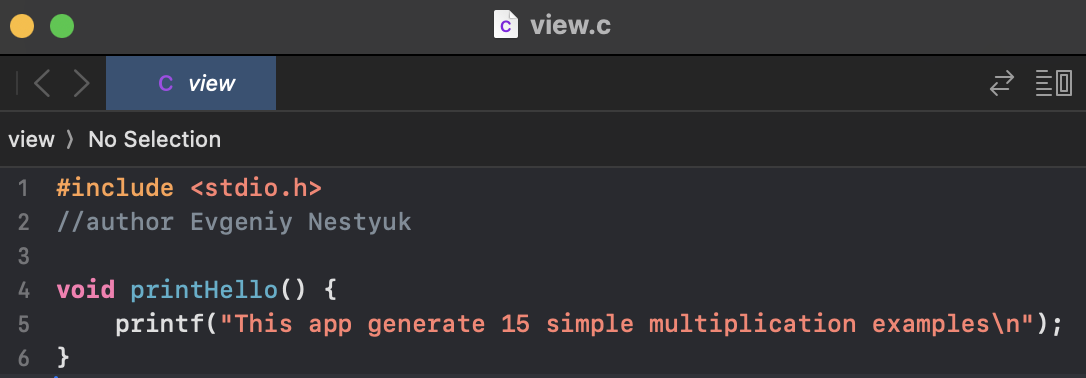 view.c
C view
view 〉 No Selection
1 #include <stdio.h>
2 //author Evgeniy Nestyuk
3
4 void printHello() {
5     printf("This app generate 15 simple multiplication examples\n");
6 }